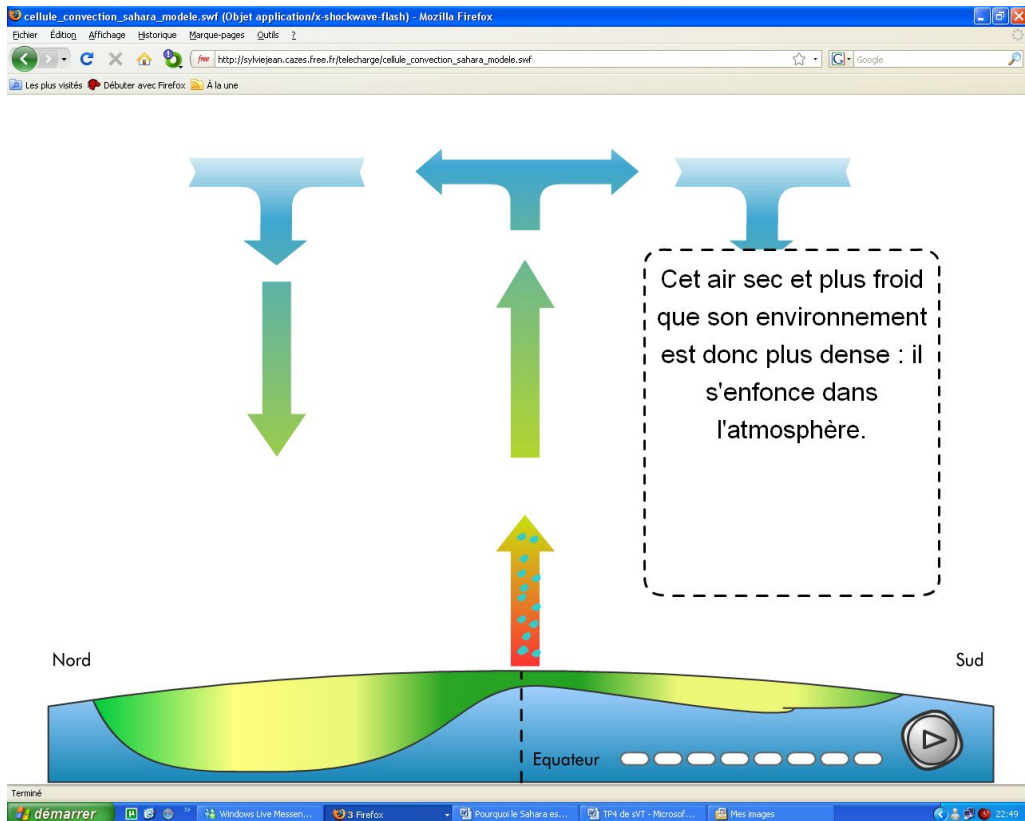 cellule_convection_sahara_modele.swf (Objet application/x-shockwave-flash) - Mozilla Firefox
Fichier Édition Affichage Historique Marque-pages Outils ?
free http://sylviejean.cazes.free.fr/telecharge/cellule_convection_sahara_modele.swf
G Google
Les plus visités Débuter avec Firefox À la une
Cet air sec et plus froid
que son environnement
est donc plus dense : il
s'enfonce dans
l'atmosphère.
Nord
Sud
Equateur
Terminé
démarrer
Windows Live Messen...
3 Firefox
Pourquoi le Sahara es...
TP4 de sVT - Microsof...
Mes images
22:49